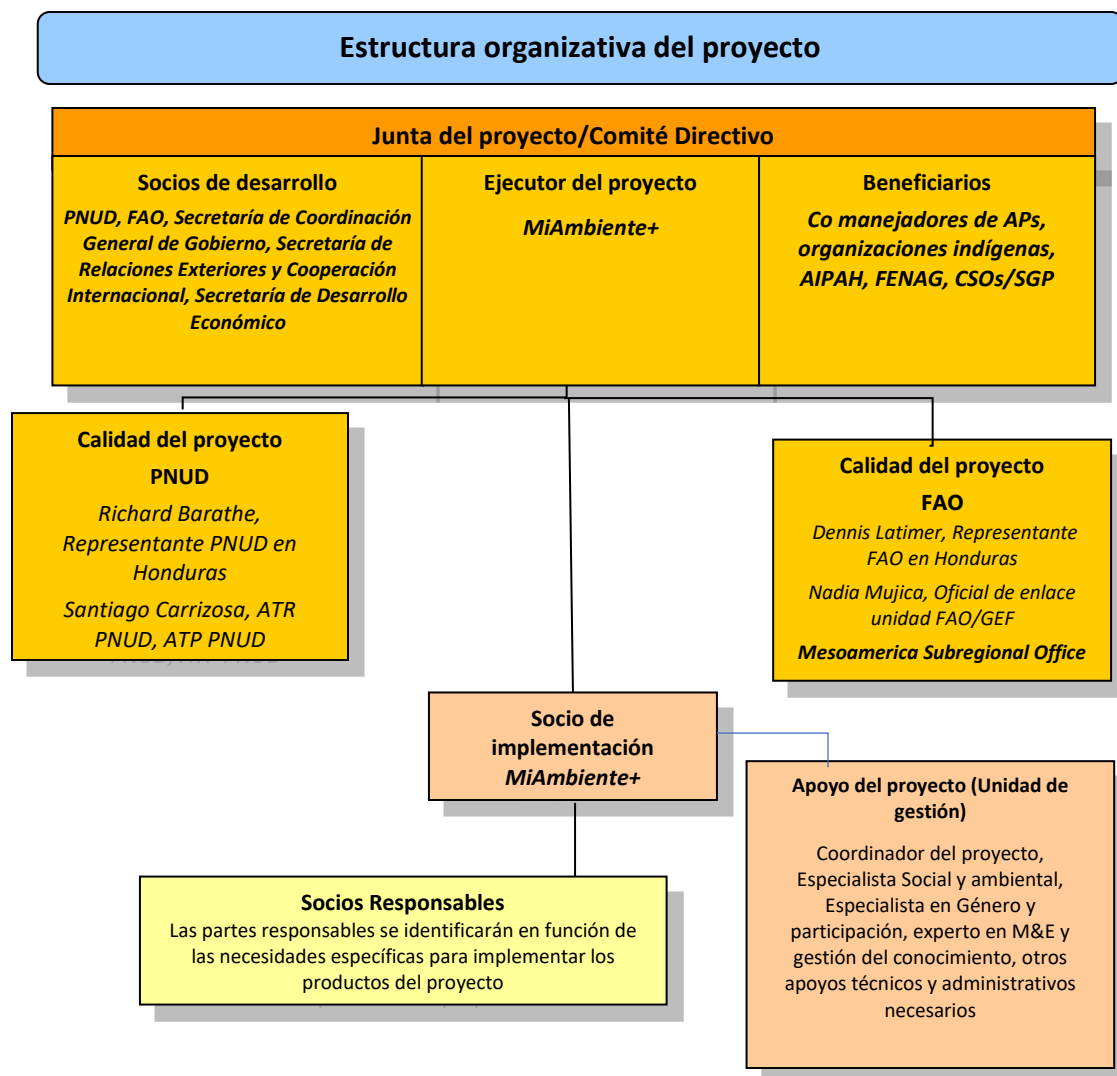 Estructura organizativa del proyecto
Junta del proyecto/Comité Directivo
Socios de desarrollo
PNUD, FAO, Secretaría de Coordinación
General de Gobierno, Secretaría de
Relaciones Exteriores y Cooperación
Internacional, Secretaría de Desarrollo
Económico
Ejecutor del proyecto
MiAmbiente+
Beneficiarios
Co manejadores de APs,
organizaciones indígenas,
AIPAH, FENAG, CSOs/SGP
Calidad del proyecto
PNUD
Richard Barathe,
Representante PNUD en
Honduras
Santiago Carrizosa, ATR
PNUD, ATP PNUD
Calidad del proyecto
FAO
Dennis Latimer, Representante
FAO en Honduras
Nadia Mujica, Oficial de enlace
unidad FAO/GEF
Mesoamerica Subregional Office
Socio de
implementación
MiAmbiente+
Apoyo del proyecto (Unidad de
gestión)
Coordinador del proyecto,
Especialista Social y ambiental,
Especialista en Género y
participación, experto en M&E y
gestión del conocimiento, otros
apoyos técnicos y administrativos
necesarios
Socios Responsables
Las partes responsables se identificarán en función de
las necesidades específicas para implementar los
productos del proyecto